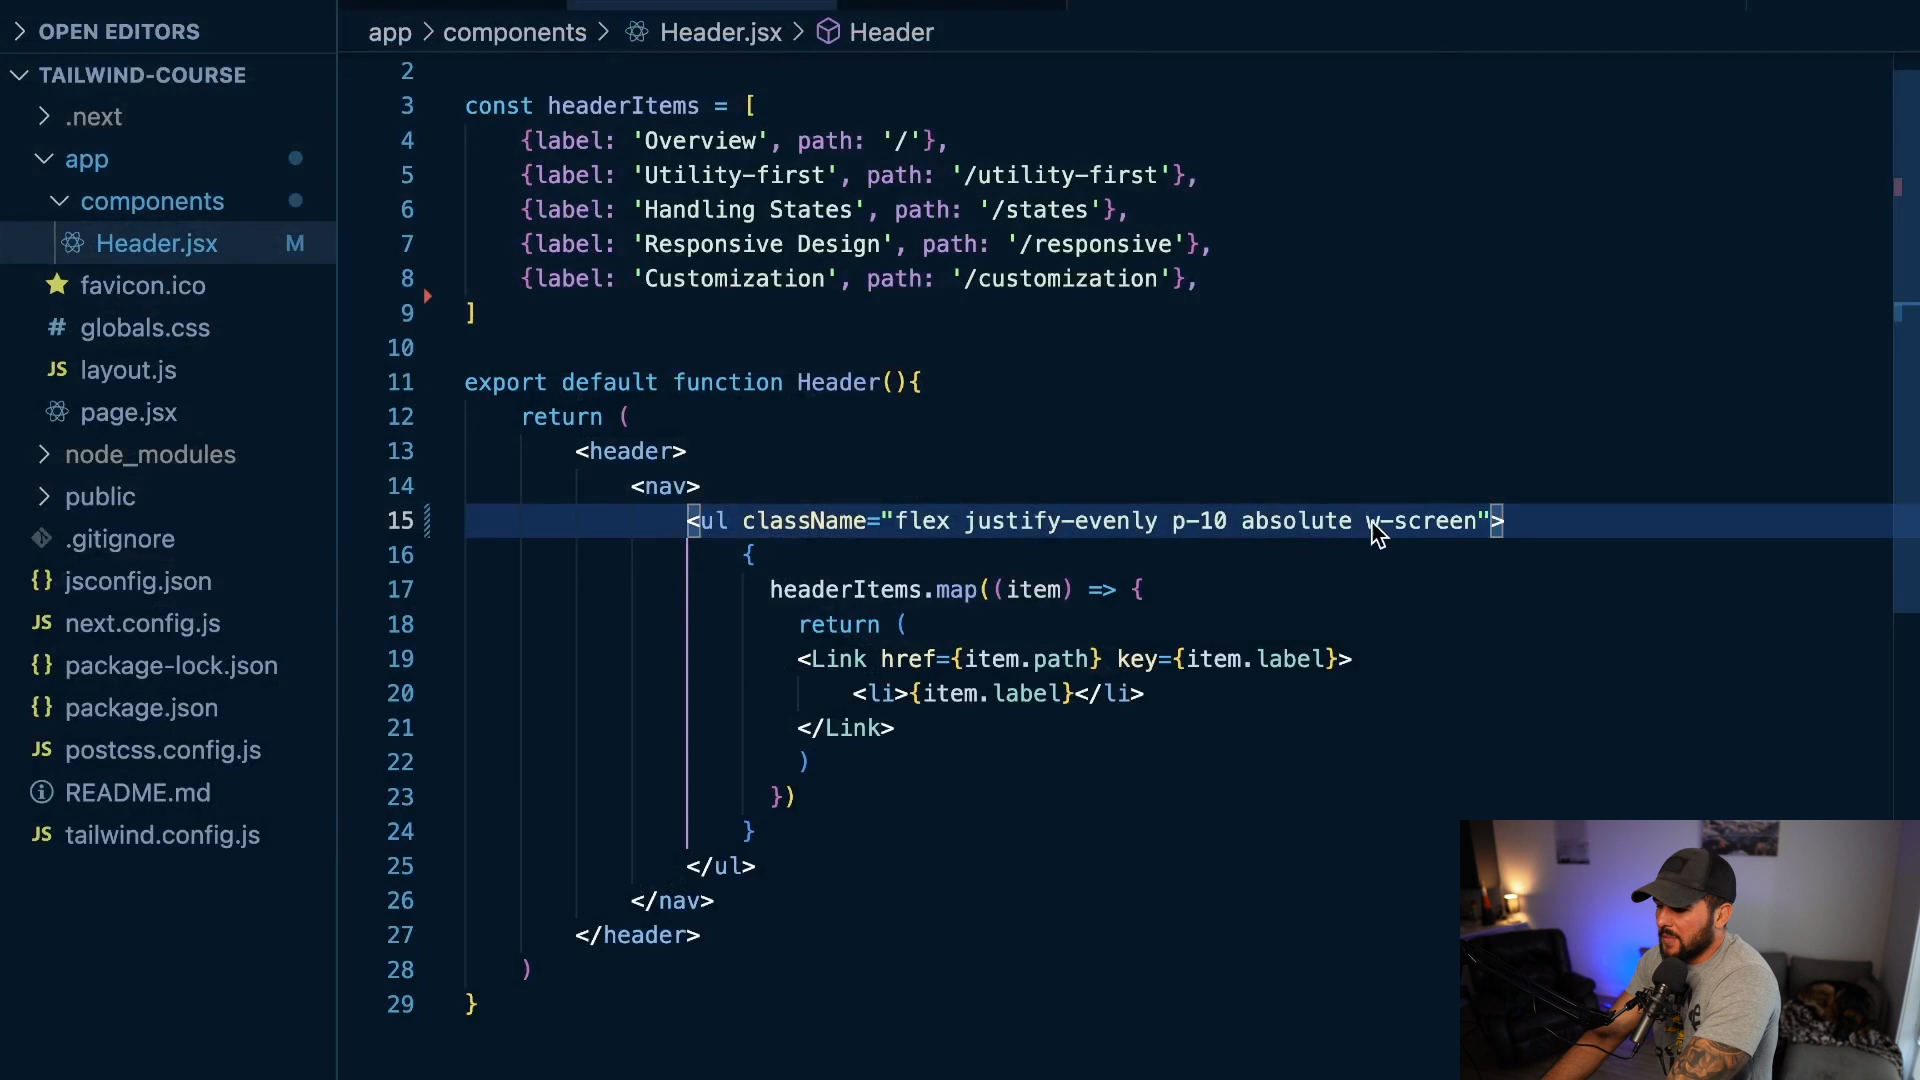 OPEN EDITORS
TAILWIND-COURSE
.next
app
components
Header.jsx M
favicon.ico
# globals.css
JS layout.js
page.jsx
node_modules
public
.gitignore
{} jsconfig.json
JS next.config.js
{} package-lock.json
{} package.json
JS postcss.config.js
README.md
JS tailwind.config.js
app > components > Header.jsx > Header
2
3 const headerItems = [
4 {label: 'Overview', path: '/'},
5 {label: 'Utility-first', path: '/utility-first'},
6 {label: 'Handling States', path: '/states'},
7 {label: 'Responsive Design', path: '/responsive'},
8 {label: 'Customization', path: '/customization'},
9 ]
10
11 export default function Header(){
12 return (
13 <header>
14 <nav>
15 <ul className="flex justify-evenly p-10 absolute w-screen">
16 {
17 headerItems.map((item) => {
18 return (
19 <Link href={item.path} key={item.label}>
20 <li>{item.label}</li>
21 </Link>
22 )
23 })
24 }
25 </ul>
26 </nav>
27 </header>
28 )
29 }